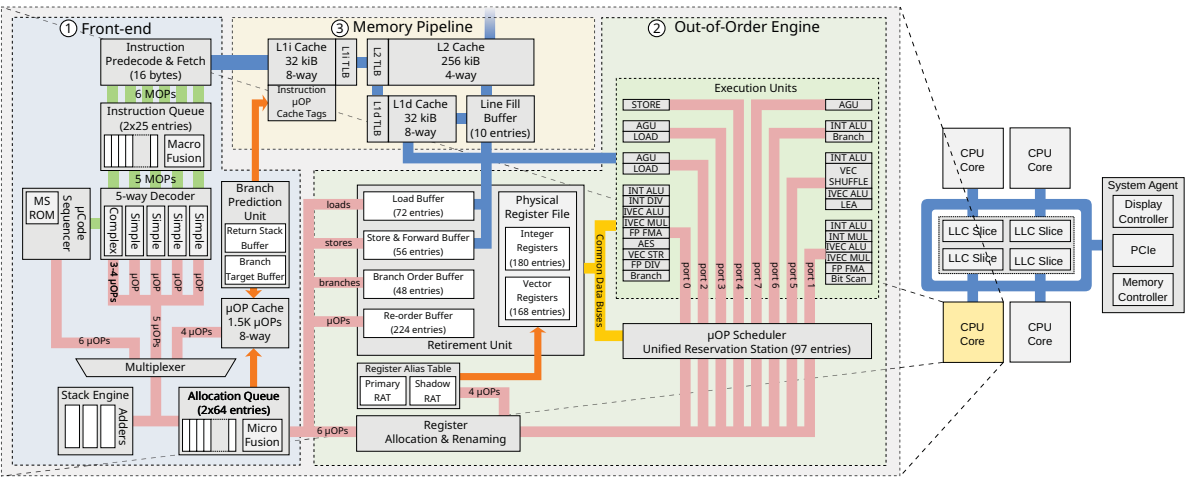 ① Front-end
Instruction
Predecode & Fetch
(16 bytes)
6 MOPs
Instruction Queue
(2x25 entries)
Macro
Fusion
5 MOPs
5-way Decoder
Complex
Simple
Simple
Simple
Simple
MS
ROM
µCode
Sequencer
3-4 µOPs
µOP
µOP
µOP
µOP
5 µOPs
6 µOPs
4 µOPs
Branch
Prediction
Unit
Return Stack
Buffer
Branch
Target Buffer
µOP Cache
1.5K µOPs
8-way
Multiplexer
Stack Engine
Adders
Allocation Queue
(2x64 entries)
Micro
Fusion
③ Memory Pipeline
L1i Cache
32 kiB
8-way
Instruction
µOP
Cache Tags
L1i TLB
L2 TLB
L2 Cache
256 kiB
4-way
L1d TLB
L1d Cache
32 kiB
8-way
Line Fill
Buffer
(10 entries)
② Out-of-Order Engine
loads
Load Buffer
(72 entries)
stores
Store & Forward Buffer
(56 entries)
branches
Branch Order Buffer
(48 entries)
µOPs
Re-order Buffer
(224 entries)
Physical
Register File
Integer
Registers
(180 entries)
Vector
Registers
(168 entries)
Retirement Unit
Register Alias Table
Primary
RAT
Shadow
RAT
4 µOPs
6 µOPs
Register
Allocation & Renaming
Common Data Buses
Execution Units
STORE
AGU
LOAD
AGU
LOAD
INT ALU
INT DIV
IVEC ALU
IVEC MUL
FP FMA
AES
VEC STR
FP DIV
Branch
port 0
port 2
port 3
port 4
port 7
port 6
port 5
port 1
AGU
INT ALU
Branch
INT ALU
VEC
SHUFFLE
IVEC ALU
LEA
INT ALU
INT MUL
IVEC ALU
IVEC MUL
FP FMA
Bit Scan
µOP Scheduler
Unified Reservation Station (97 entries)
CPU
Core
CPU
Core
LLC Slice
LLC Slice
LLC Slice
LLC Slice
CPU
Core
CPU
Core
System Agent
Display
Controller
PCIe
Memory
Controller